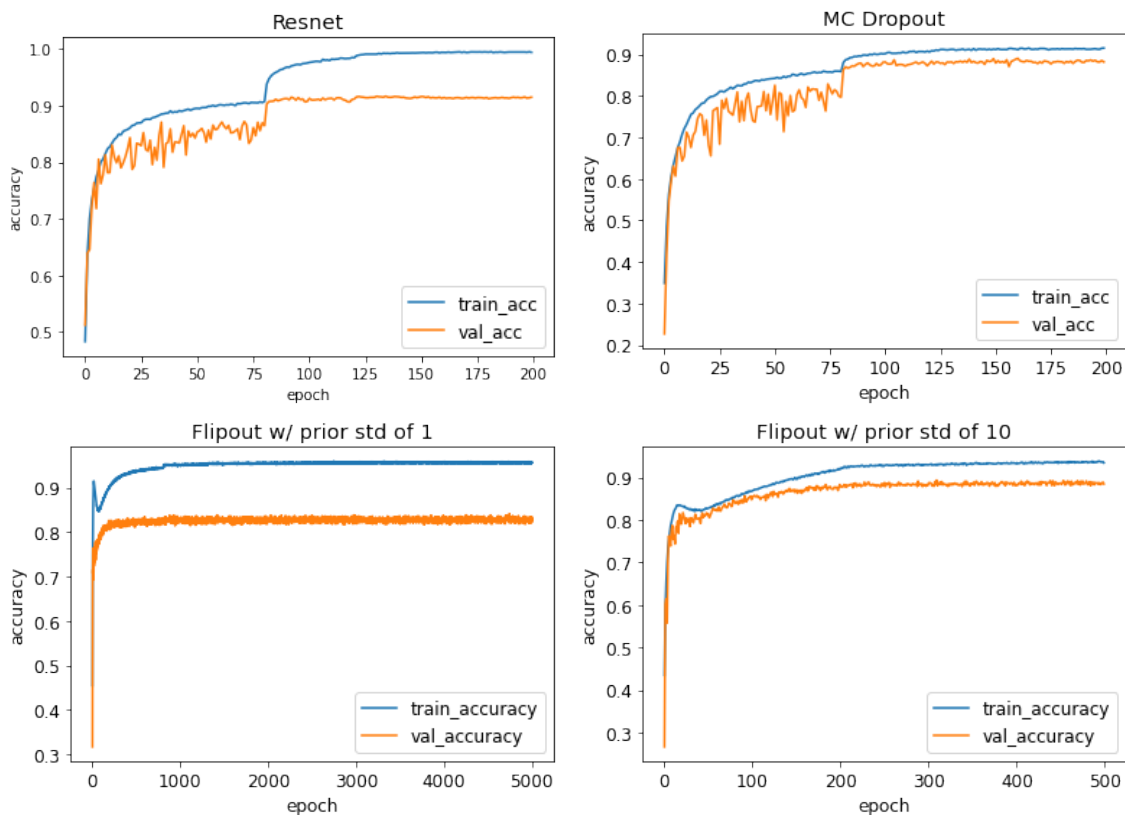 Resnet
1.0
0.9
0.8
0.7
0.6
0.5
accuracy
0 25 50 75 100 125 150 175 200
epoch
train_acc
val_acc
MC Dropout
0.9
0.8
0.7
0.6
0.5
0.4
0.3
0.2
accuracy
0 25 50 75 100 125 150 175 200
epoch
train_acc
val_acc
Flipout w/ prior std of 1
0.9
0.8
0.7
0.6
0.5
0.4
0.3
accuracy
0 1000 2000 3000 4000 5000
epoch
train_accuracy
val_accuracy
Flipout w/ prior std of 10
0.9
0.8
0.7
0.6
0.5
0.4
0.3
accuracy
0 100 200 300 400 500
epoch
train_accuracy
val_accuracy